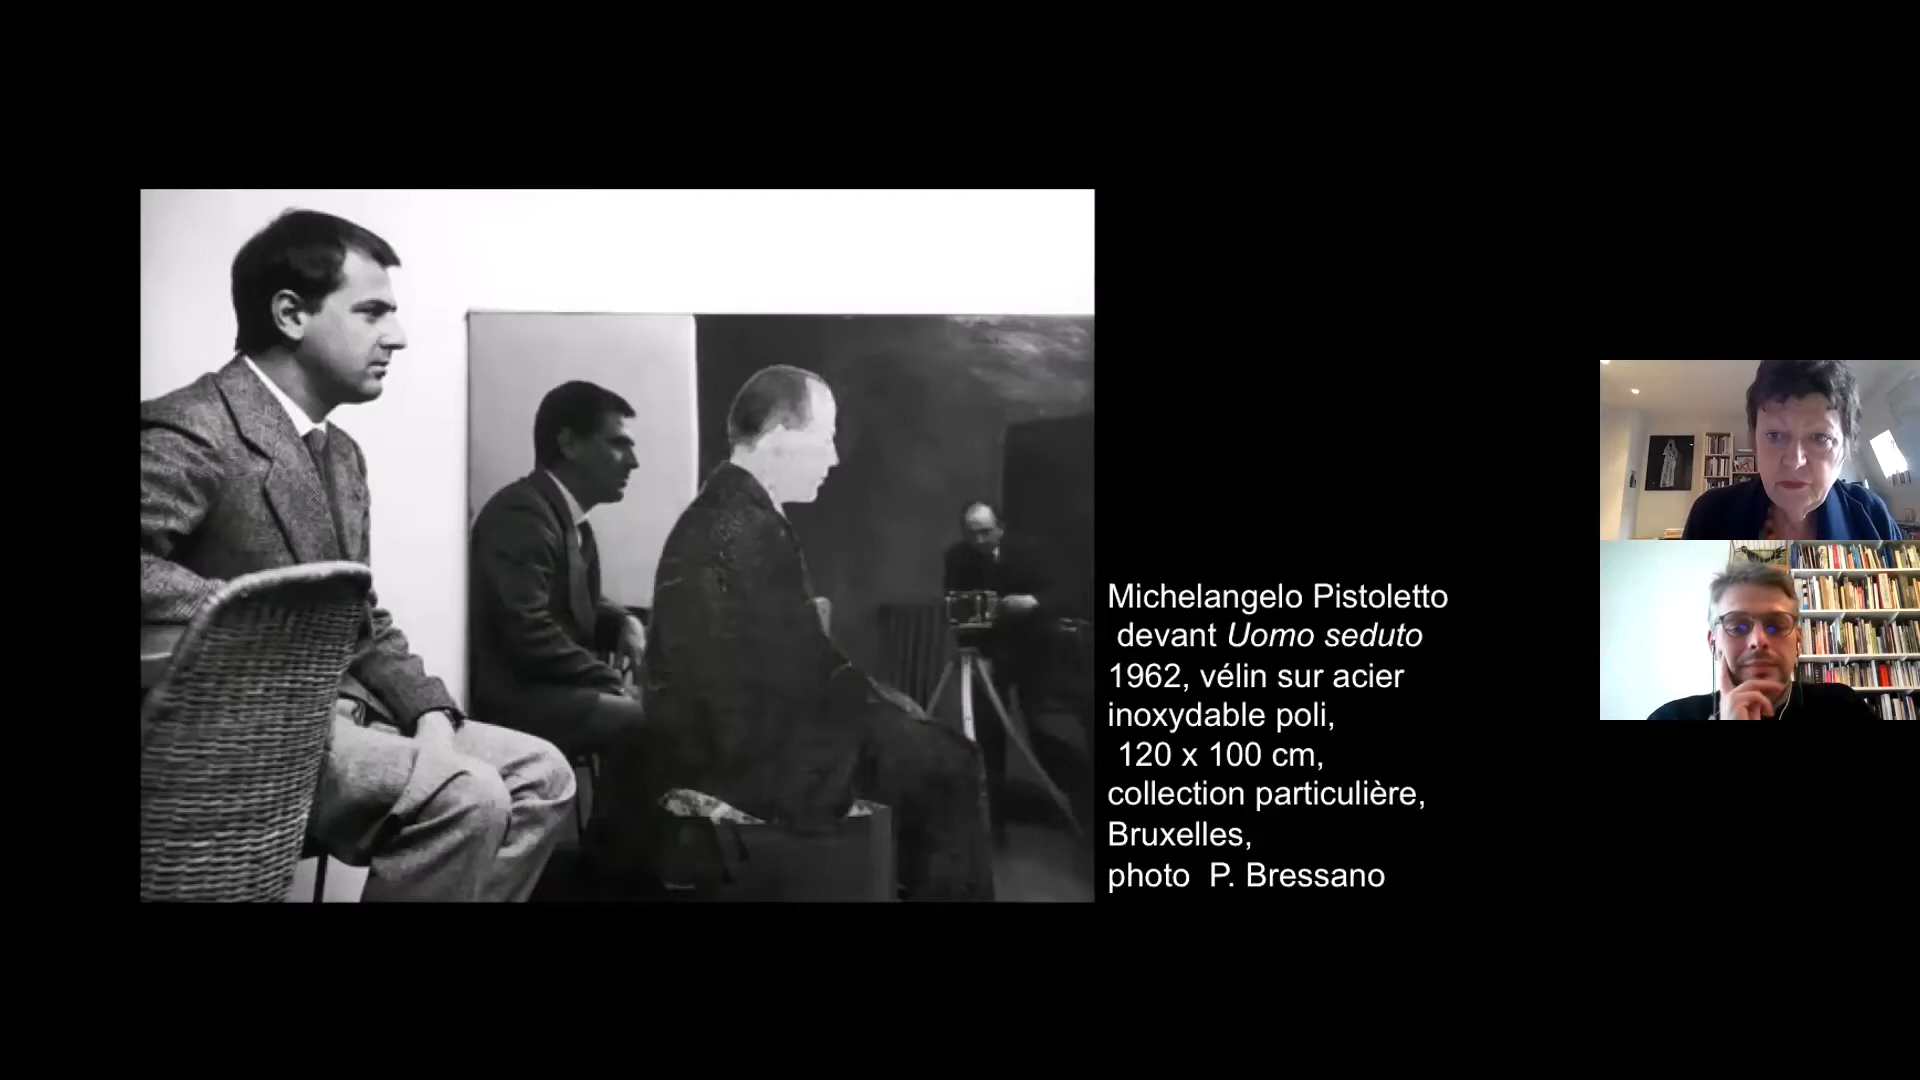 Michelangelo Pistoletto
devant Uomo seduto
1962, vélin sur acier
inoxydable poli,
120 x 100 cm,
collection particulière,
Bruxelles,
photo P. Bressano